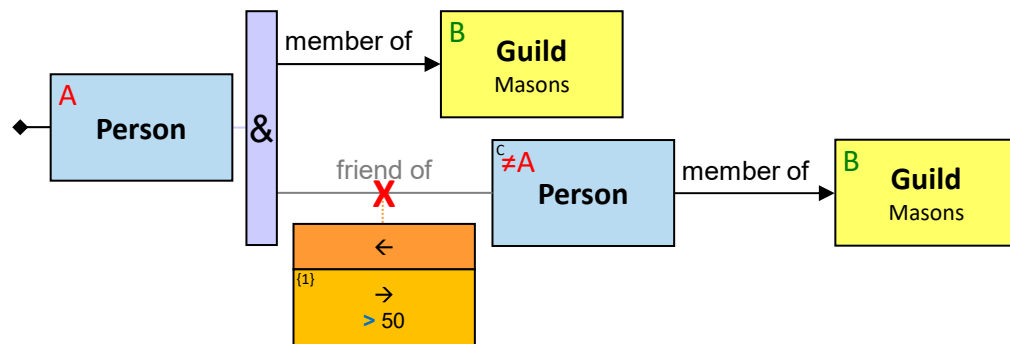 member of
B
Guild
Masons
A
Person
&
friend of
X
C
≠A
Person
member of
B
Guild
Masons
←
{1}
→
> 50